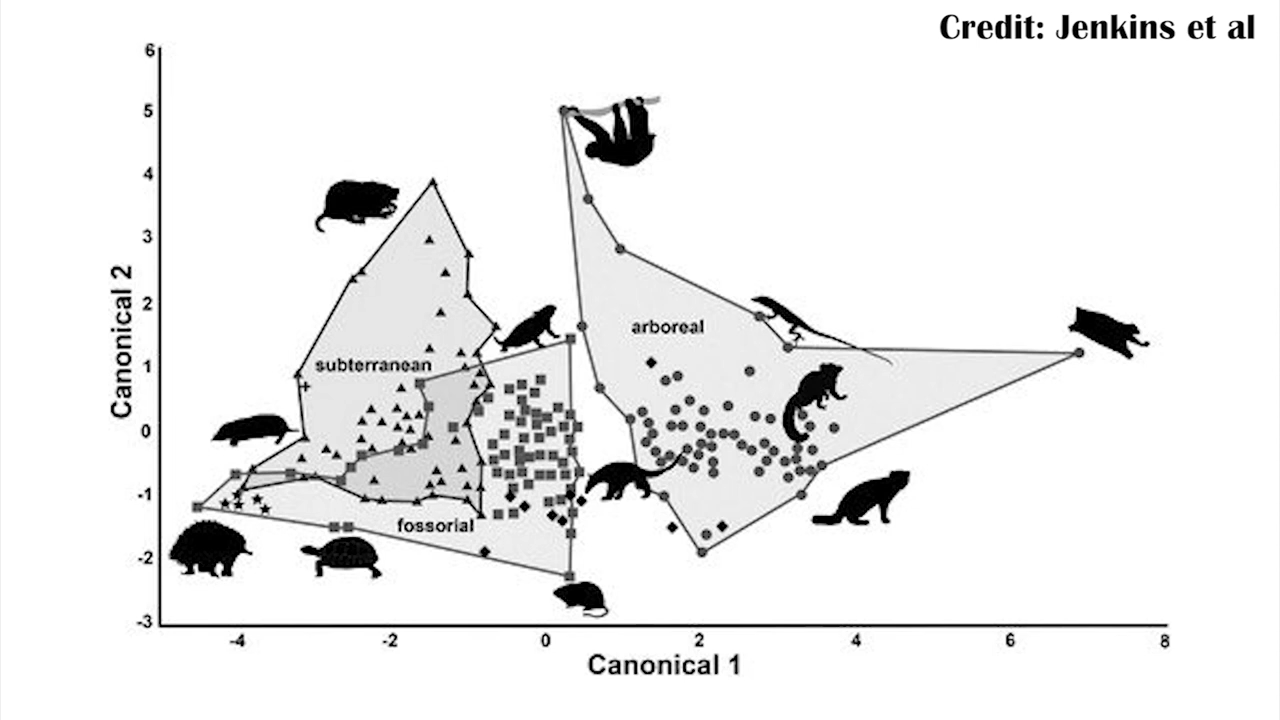 Credit: Jenkins et al
6
5
4
3
2
1
0
-1
-2
-3
Canonical 2
subterranean
arboreal
fossorial
-4
-2
0
2
4
6
8
Canonical 1